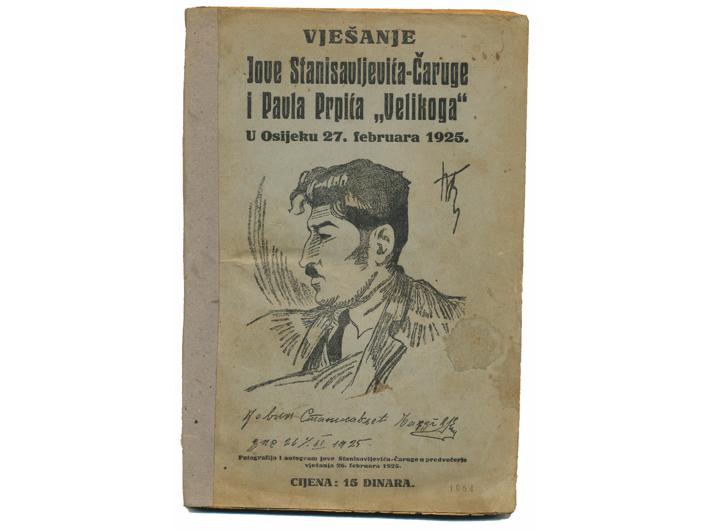 VJEŠANJE
Jove Stanisavljevića-Čaruge
i Pavla Prpića „Velikoga“
U Osijeku 27. februara 1925.
1925
Fotografija i autogram Jove Stanisavljevića-Čaruge u predvečerje
vješanja 26. februara 1925.
CIJENA: 15 DINARA.